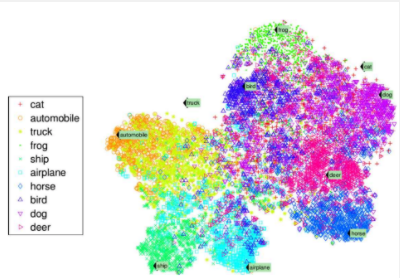 cat
automobile
truck
frog
ship
airplane
horse
bird
dog
deer
frog
cat
bird
dog
truck
automobile
deer
horse
ship
airplane